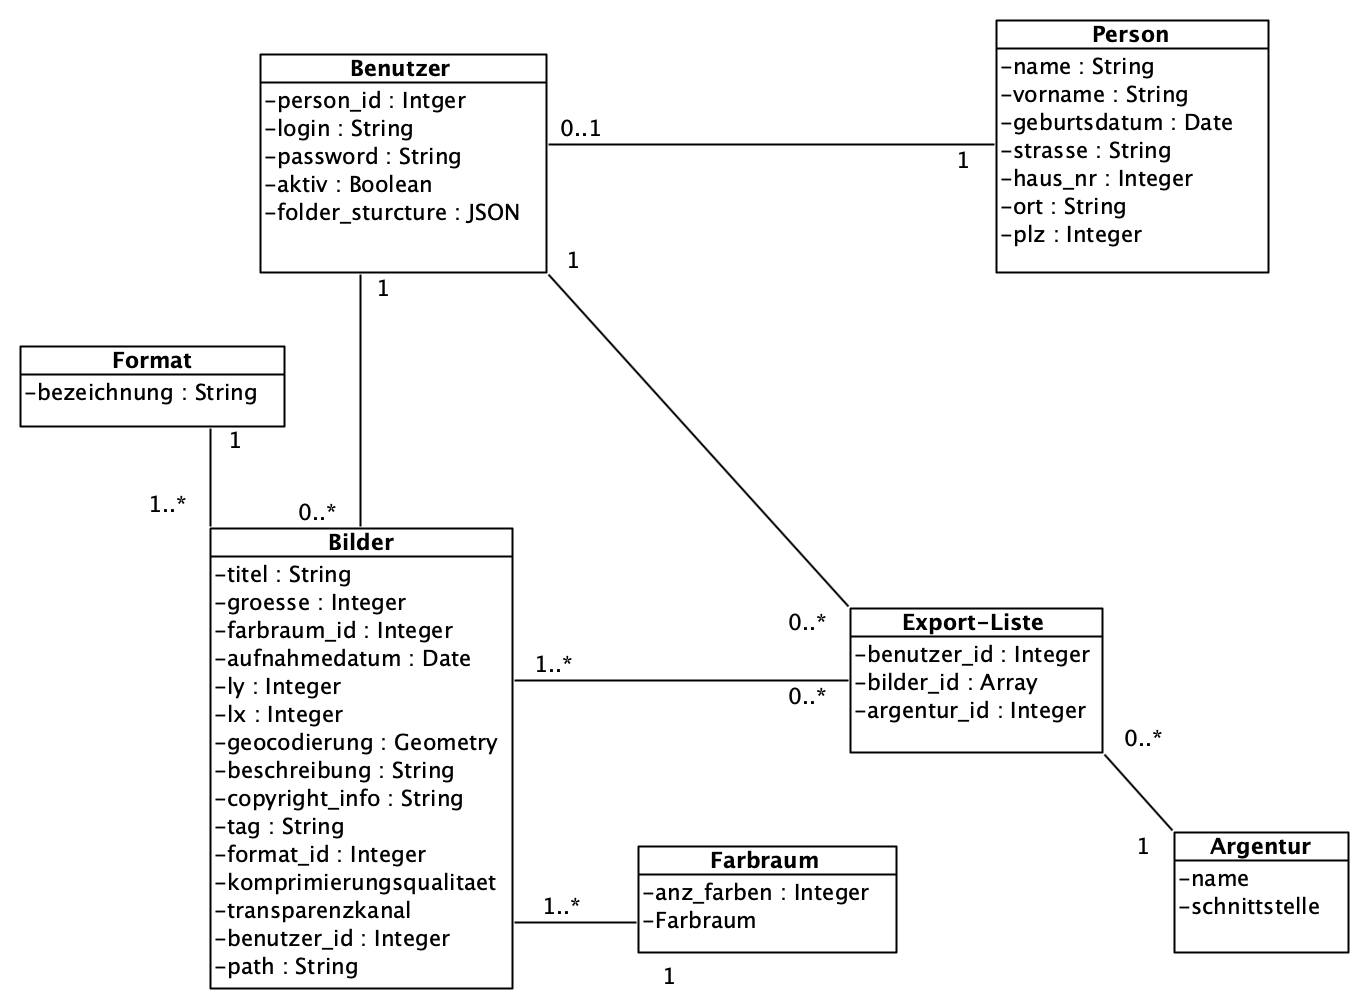 Person
-name : String
-vorname : String
-geburtsdatum : Date
-strasse : String
-haus_nr : Integer
-ort : String
-plz : Integer
Benutzer
-person_id : Intger
-login : String
-password : String
-aktiv : Boolean
-folder_sturcture : JSON
0..1
1
1
1
Format
-bezeichnung : String
1
1..*
0..*
Bilder
-titel : String
-groesse : Integer
-farbraum_id : Integer
-aufnahmedatum : Date
-ly : Integer
-lx : Integer
-geocodierung : Geometry
-beschreibung : String
-copyright_info : String
-tag : String
-format_id : Integer
-komprimierungsqualitaet
-transparenzkanal
-benutzer_id : Integer
-path : String
0..*
1..*
0..*
Export-Liste
-benutzer_id : Integer
-bilder_id : Array
-argentur_id : Integer
0..*
1
Argentur
-name
-schnittstelle
Farbraum
-anz_farben : Integer
-Farbraum
1..*
1